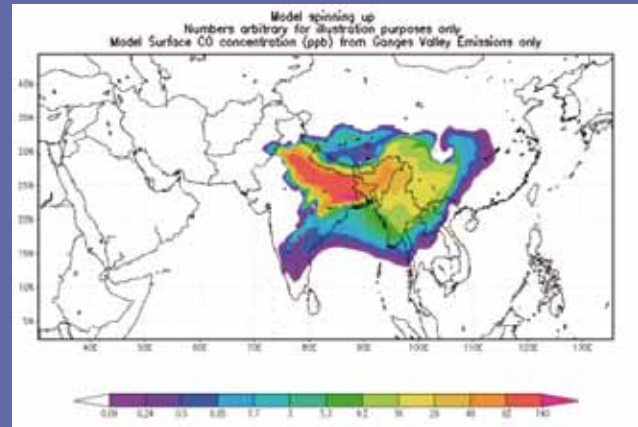 Model spinning up
Numbers arbitrary for illustration purposes only
Model Surface CO concentration (ppb) from Ganges Valley Emissions only
40N
30N
25N
20N
15N
10N
5N
40E
50E
60E
70E
80E
90E
100E
110E
120E
130E
0.09 0.24 0.5 0.85 1.7 3 5.3 9.2 16 28 48 82 140